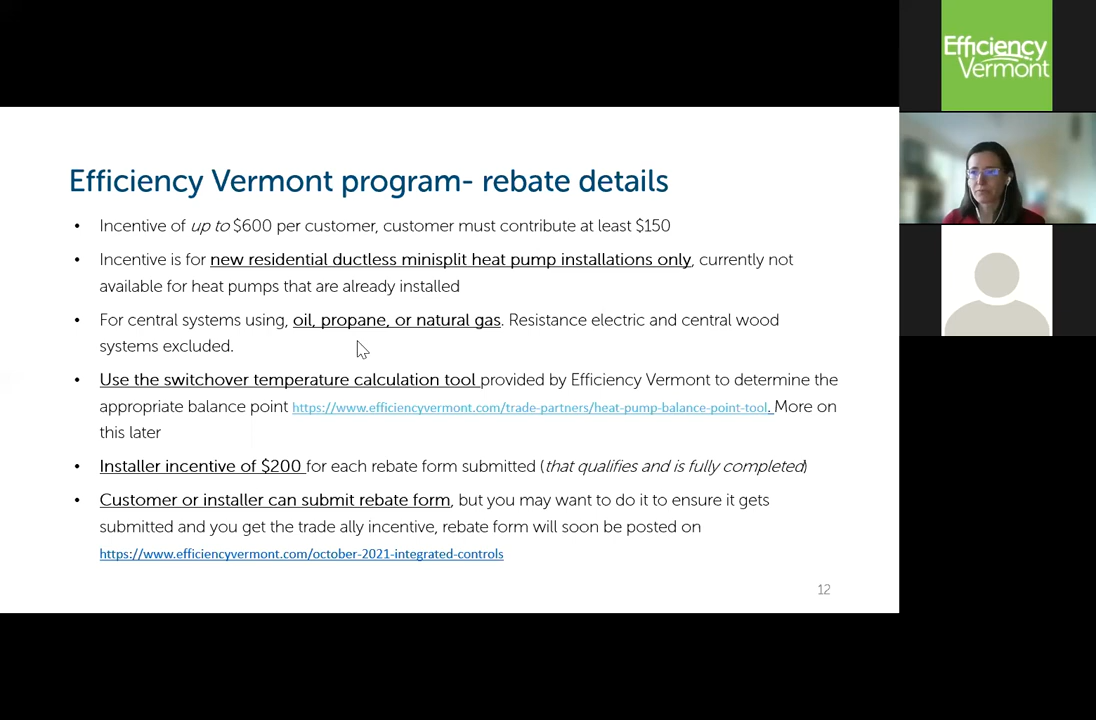 Efficiency
Vermont
Efficiency Vermont program- rebate details
• Incentive of up to $600 per customer, customer must contribute at least $150
• Incentive is for new residential ductless minisplit heat pump installations only, currently not
available for heat pumps that are already installed
• For central systems using, oil, propane, or natural gas. Resistance electric and central wood
systems excluded.
• Use the switchover temperature calculation tool provided by Efficiency Vermont to determine the
appropriate balance point https://www.efficiencyvermont.com/trade-partners/heat-pump-balance-point-tool. More on
this later
• Installer incentive of $200 for each rebate form submitted (that qualifies and is fully completed)
• Customer or installer can submit rebate form, but you may want to do it to ensure it gets
submitted and you get the trade ally incentive, rebate form will soon be posted on
https://www.efficiencyvermont.com/october-2021-integrated-controls
12